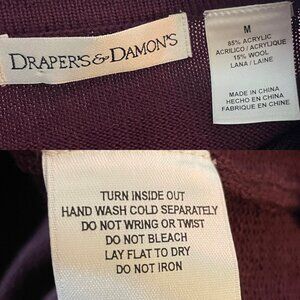 DRAPER'S & DAMON'S
M
85% ACRYLIC
ACRILICO / ACRYLIQUE
15% WOOL
LANA / LAINE
MADE IN CHINA
HECHO EN CHINA
FABRIQUE EN CHINE
TURN INSIDE OUT
HAND WASH COLD SEPARATELY
DO NOT WRING OR TWIST
DO NOT BLEACH
LAY FLAT TO DRY
DO NOT IRON